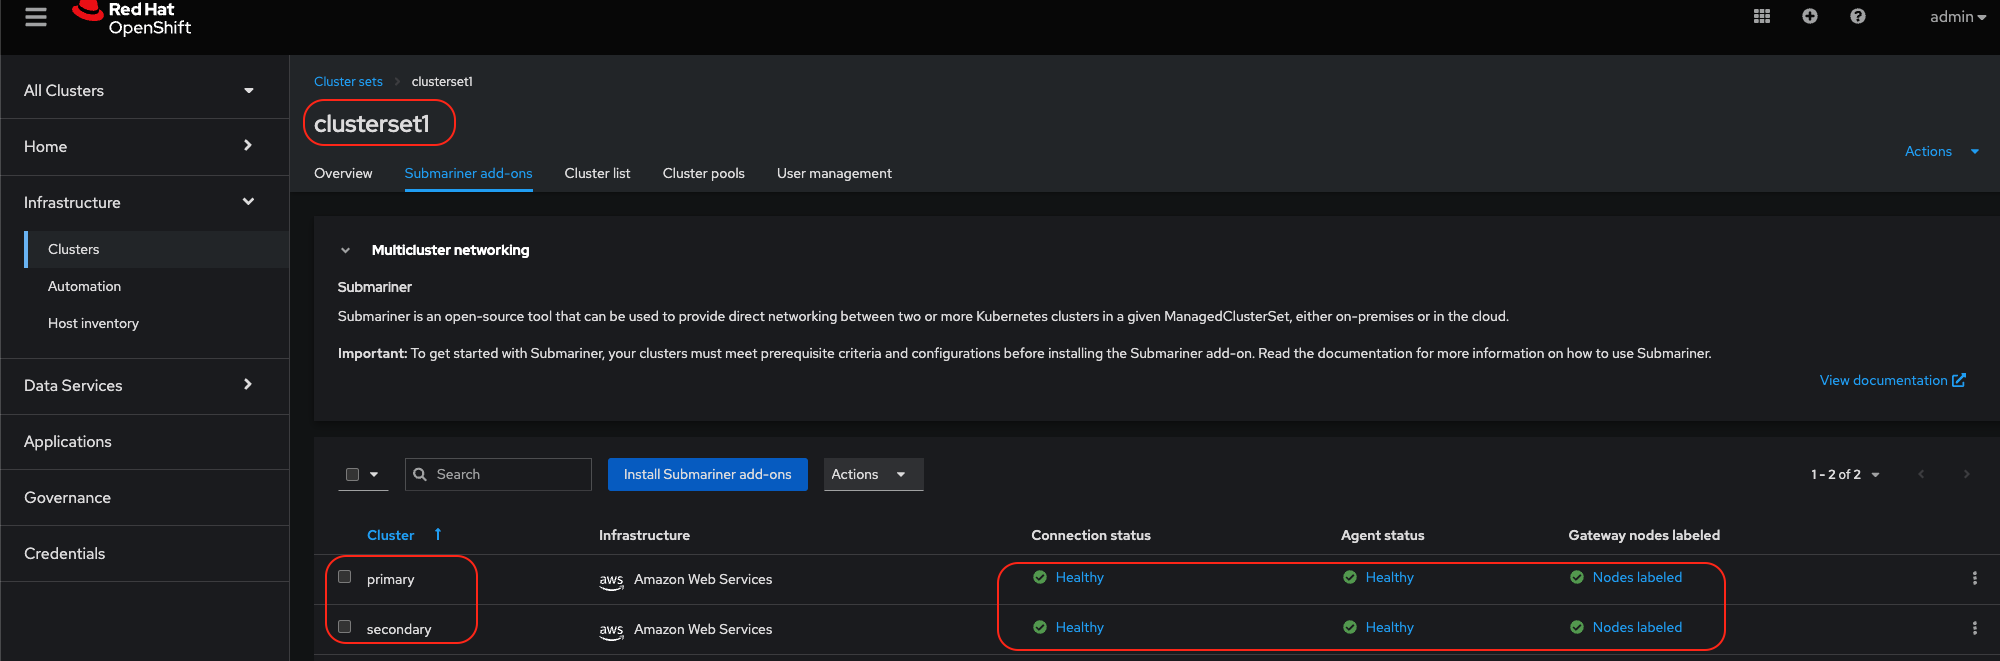 Red Hat
OpenShift
admin
All Clusters
Home
Infrastructure
Clusters
Automation
Host inventory
Data Services
Applications
Governance
Credentials
Cluster sets > clusterset1
clusterset1
Actions
Overview Submariner add-ons Cluster list Cluster pools User management
Multicluster networking
Submariner
Submariner is an open-source tool that can be used to provide direct networking between two or more Kubernetes clusters in a given ManagedClusterSet, either on-premises or in the cloud.
Important: To get started with Submariner, your clusters must meet prerequisite criteria and configurations before installing the Submariner add-on. Read the documentation for more information on how to use Submariner.
View documentation
Search Install Submariner add-ons Actions 1 - 2 of 2
Cluster Infrastructure Connection status Agent status Gateway nodes labeled
primary aws Amazon Web Services Healthy Healthy Nodes labeled
secondary aws Amazon Web Services Healthy Healthy Nodes labeled